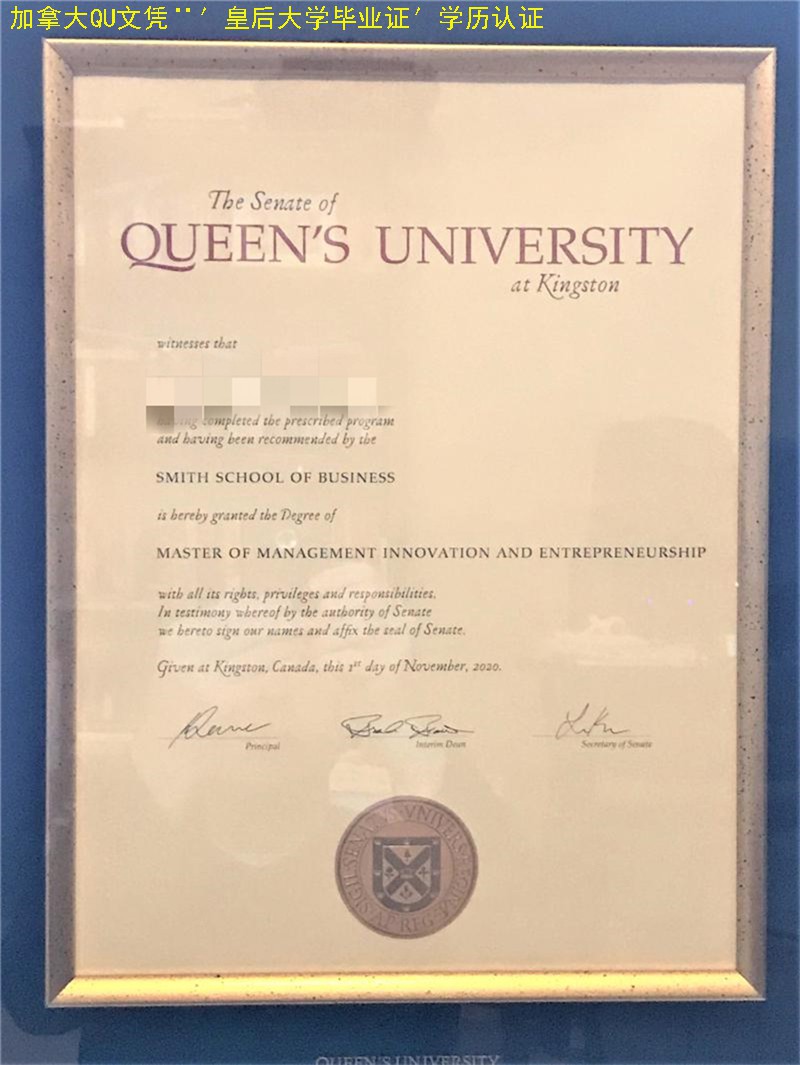 加拿大QU文凭¨′皇后大学毕业证′学历认证
The Senate of
QUEEN'S UNIVERSITY
at Kingston
witnesses that
having completed the prescribed program
and having been recommended by the
SMITH SCHOOL OF BUSINESS
is hereby granted the Degree of
MASTER OF MANAGEMENT INNOVATION AND ENTREPRENEURSHIP
with all its rights, privileges and responsibilities.
In testimony whereof by the authority of Senate
we hereto sign our names and affix the seal of Senate.
Given at Kingston, Canada, this 1st day of November, 2020.
Principal
Interim Dean
Secretary of Senate
QUEEN'S UNIVERSITY